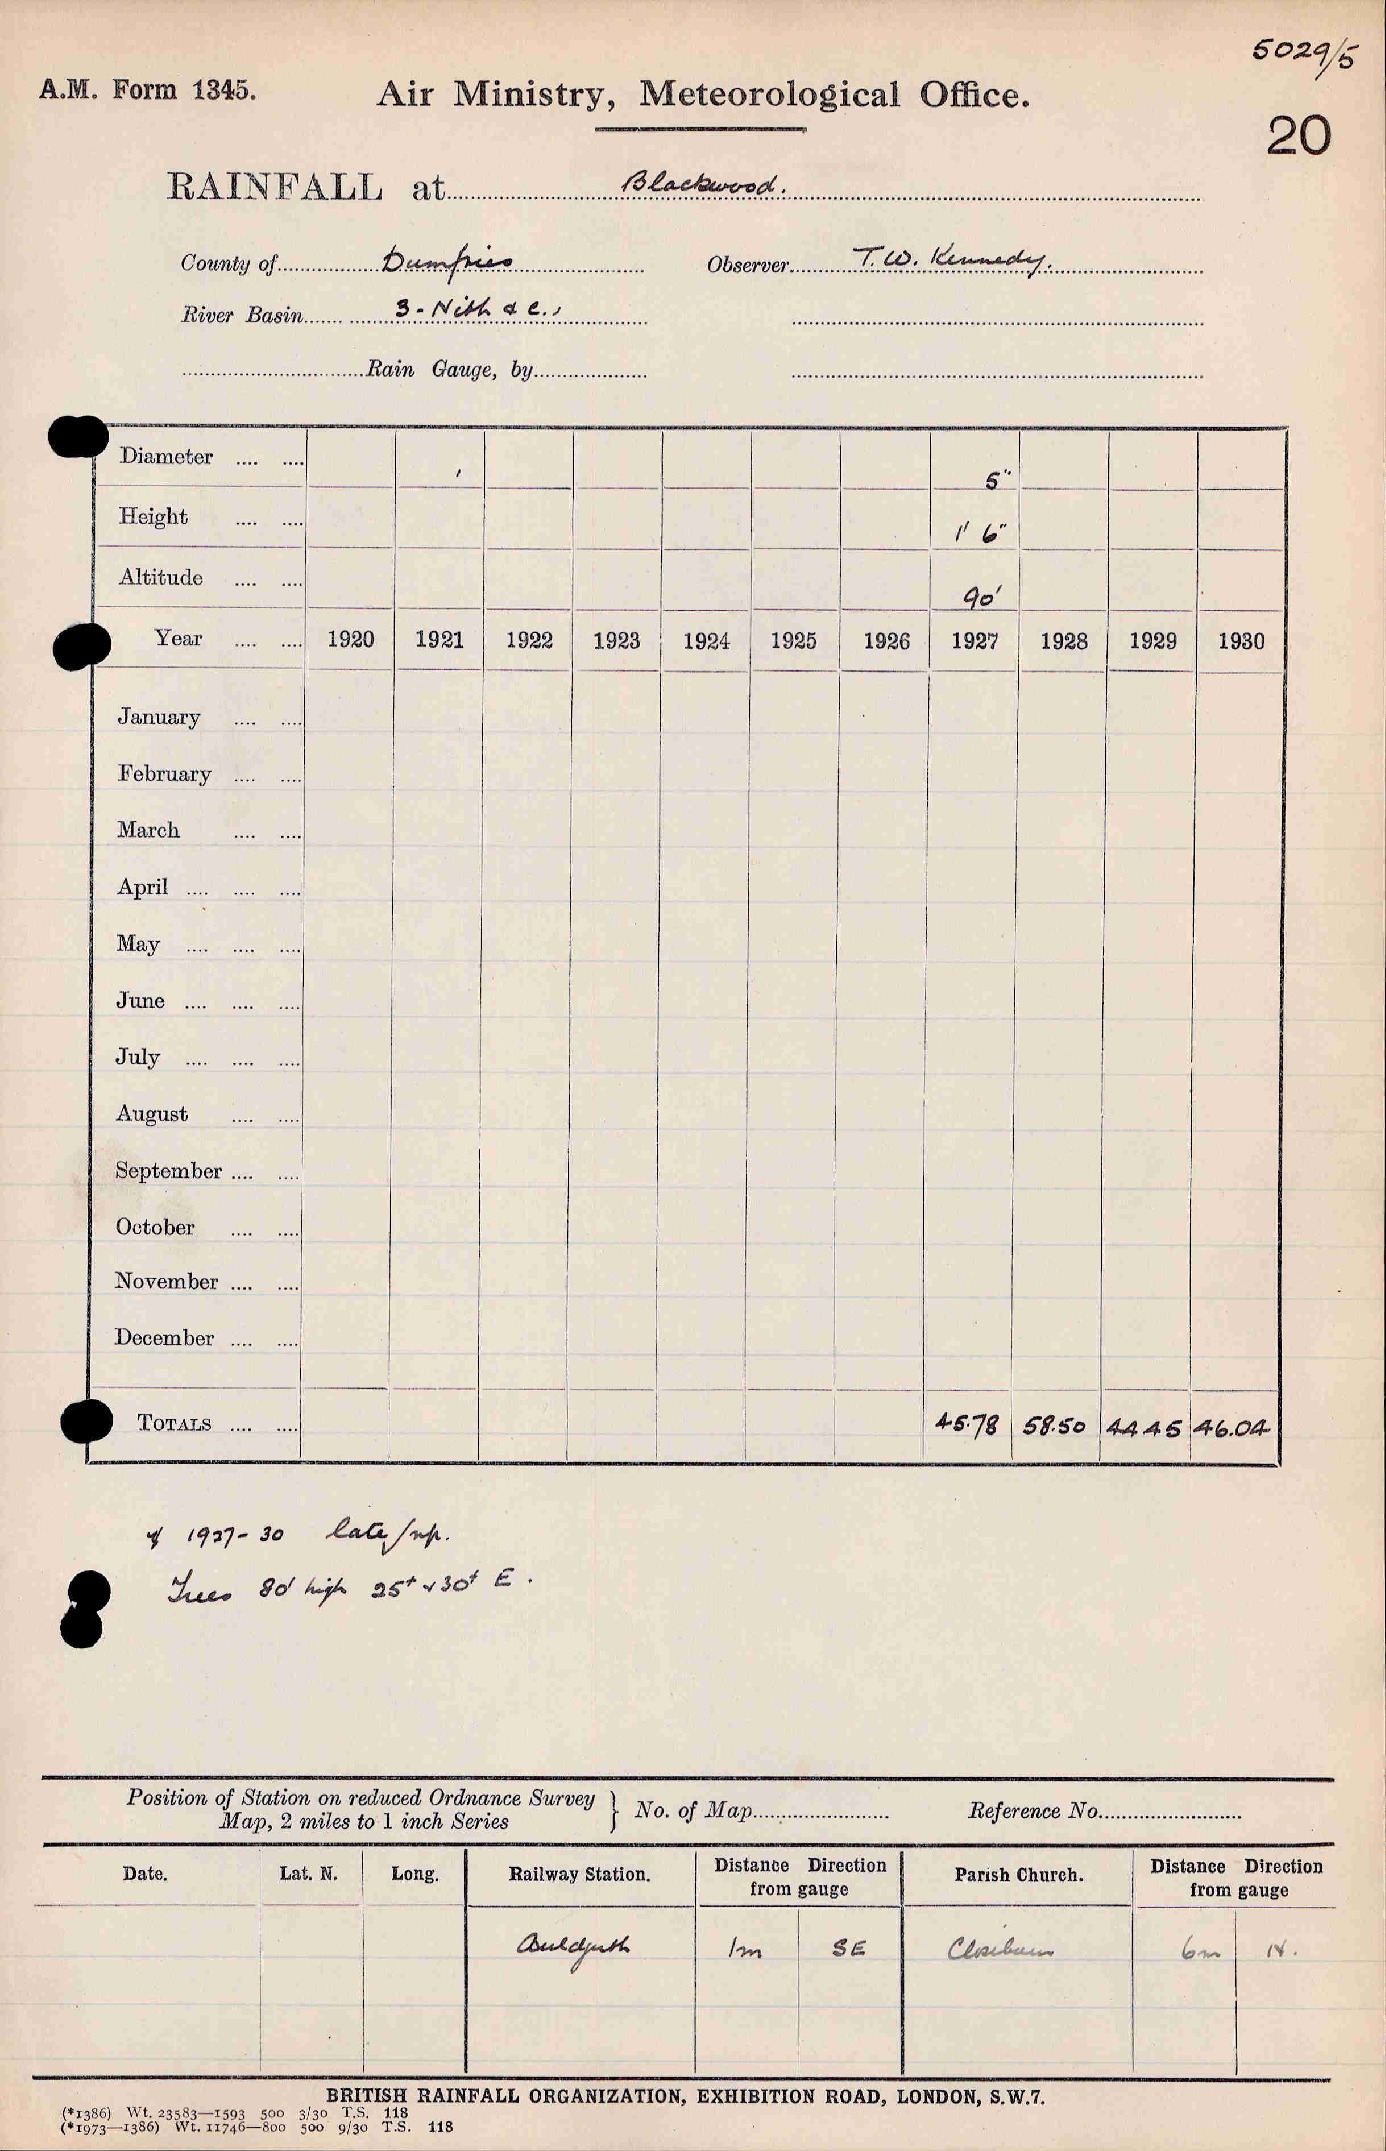 5029/5
A.M. Form 1345. Air Ministry, Meteorological Office.
20
RAINFALL at Blackwood.
County of Dumfries Observer T.W. Kennedy.
River Basin 3 - Nith & c.,
Rain Gauge, by
Diameter .... .... 5"
Height .... .... 1' 6"
Altitude .... .... 90'
Year .... .... 1920 1921 1922 1923 1924 1925 1926 1927 1928 1929 1930
January .... ....
February .... ....
March .... ....
April .... .... ....
May .... .... ....
June .... .... ....
July .... .... ....
August .... ....
September .... ....
October .... ....
November .... ....
December .... ....
TOTALS .... .... 45.78 58.50 44.45 46.04
1927-30 late
Trees 80' high 25+ & 30+ E.
Position of Station on reduced Ordnance Survey
Map, 2 miles to 1 inch Series } No. of Map Reference No.
Date. Lat. N. Long. Railway Station. Distance Direction Parish Church. Distance Direction
from gauge from gauge
Auldgirth 1m SE Closeburn 6m N.
BRITISH RAINFALL ORGANIZATION, EXHIBITION ROAD, LONDON, S.W.7.
(*1386) Wt. 23583—1593 500 3/30 T.S. 118
(*1973—1386) Wt. 11746—800 500 9/30 T.S. 118